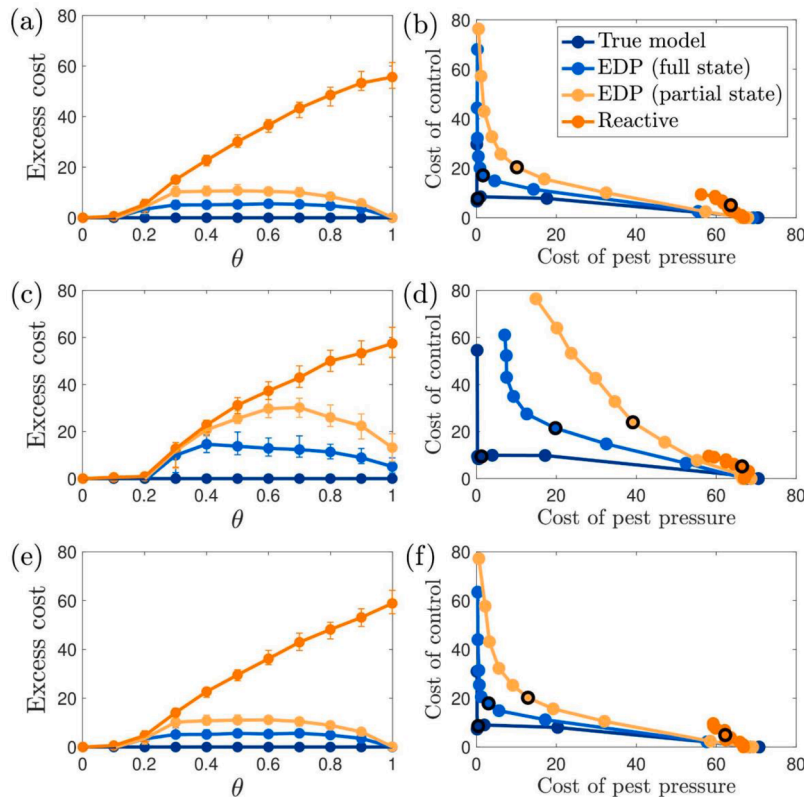 (a)
Excess cost
80
60
40
20
0
0 0.2 0.4 0.6 0.8 1
θ
(b)
Cost of control
80
60
40
20
0
0 20 40 60 80
Cost of pest pressure
True model
EDP (full state)
EDP (partial state)
Reactive
(c)
Excess cost
80
60
40
20
0
0 0.2 0.4 0.6 0.8 1
θ
(d)
Cost of control
80
60
40
20
0
0 20 40 60 80
Cost of pest pressure
(e)
Excess cost
80
60
40
20
0
0 0.2 0.4 0.6 0.8 1
θ
(f)
Cost of control
80
60
40
20
0
0 20 40 60 80
Cost of pest pressure